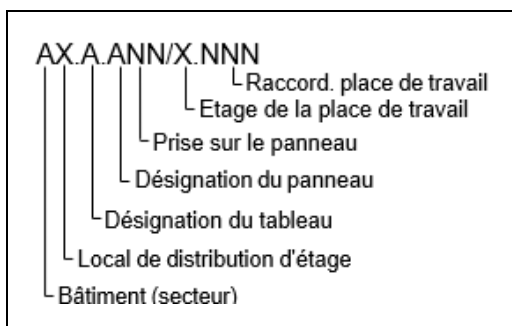 AX.A.ANN/X.NNN
Raccord. place de travail
Etage de la place de travail
Prise sur le panneau
Désignation du panneau
Désignation du tableau
Local de distribution d'étage
Bâtiment (secteur)